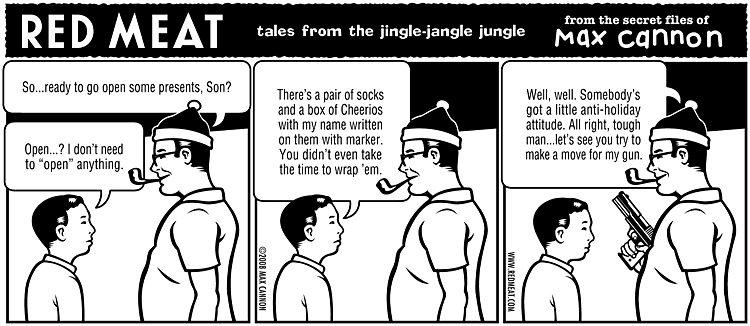 RED MEAT
tales from the jingle-jangle jungle
from the secret files of
Max Cannon
So...ready to go open some presents, Son?
Open...? I don't need
to “open” anything.
There's a pair of socks
and a box of Cheerios
with my name written
on them with marker.
You didn't even take
the time to wrap 'em.
©2008 MAX CANNON
Well, well. Somebody's
got a little anti-holiday
attitude. All right, tough
man...let's see you try to
make a move for my gun.
WWW.REDMEAT.COM